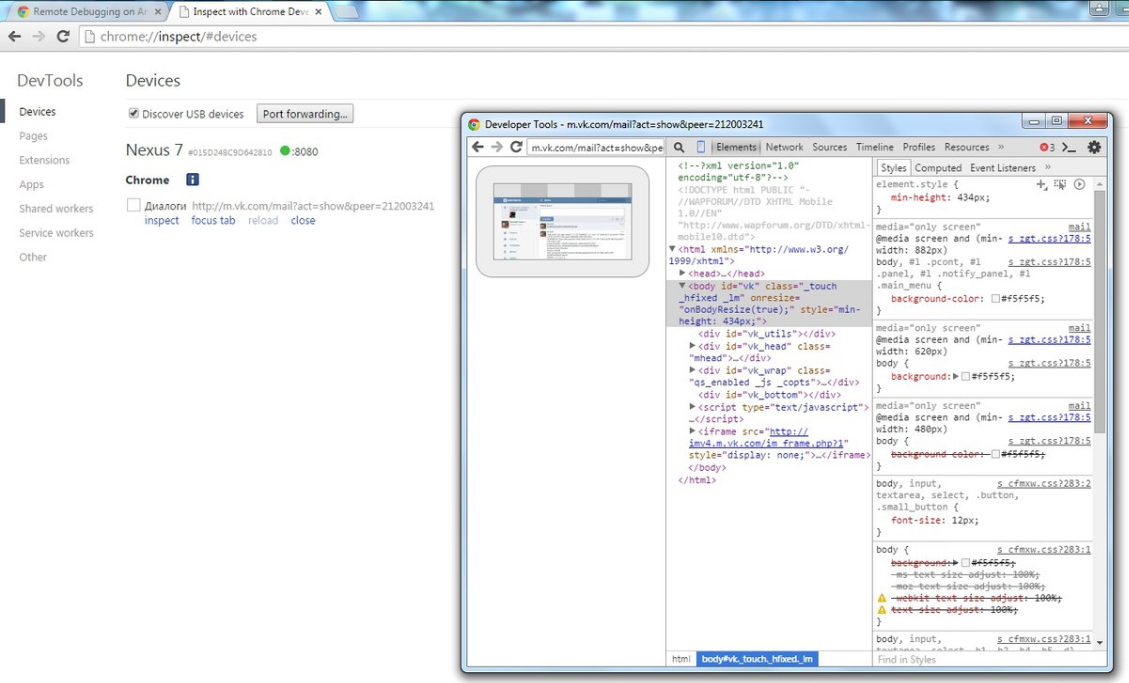 Remote Debugging on An
Inspect with Chrome Deve
chrome://inspect/#devices
DevTools
Devices
Pages
Extensions
Apps
Shared workers
Service workers
Other
Devices
Discover USB devices
Port forwarding...
Nexus 7 #015D248C9D642810 :8080
Chrome
Диалоги http://m.vk.com/mail?act=show&peer=212003241
inspect focus tab reload close
Developer Tools - m.vk.com/mail?act=show&peer=212003241
m.vk.com/mail?act=show&pe
Elements Network Sources Timeline Profiles Resources » 3
<!--?xml version="1.0"
encoding="utf-8"?-->
<!DOCTYPE html PUBLIC "-
//WAPFORUM//DTD XHTML Mobile
1.0//EN"
"http://www.wapforum.org/DTD/xhtml-
mobile10.dtd">
<html xmlns="http://www.w3.org/
1999/xhtml">
<head>…</head>
<body id="vk" class="_touch
_hfixed _lm" onresize=
"onBodyResize(true);" style="min-
height: 434px;">
<div id="vk_utils"></div>
<div id="vk_head" class=
"mhead">…</div>
<div id="vk_wrap" class=
"qs_enabled _js _copts">…</div>
<div id="vk_bottom"></div>
<script type="text/javascript">
…</script>
<iframe src="http://
imv4.m.vk.com/im_frame.php?1"
style="display: none;">…</iframe>
</body>
</html>
html body#vk._touch._hfixed._lm
Styles Computed Event Listeners »
element.style {
min-height: 434px;
}
media="only screen" mail
@media screen and (min- s_zgt.css?178:5
width: 882px)
body, #l .pcont, #l s_zgt.css?178:5
.panel, #l .notify_panel, #l
.main_menu {
background-color: #f5f5f5;
}
media="only screen" mail
@media screen and (min- s_zgt.css?178:5
width: 620px)
body { s_zgt.css?178:5
background: #f5f5f5;
}
media="only screen" mail
@media screen and (min- s_zgt.css?178:5
width: 480px)
body { s_zgt.css?178:5
background-color: #f5f5f5;
}
body, input, s_cfmxw.css?283:2
textarea, select, .button,
.small_button {
font-size: 12px;
}
body { s_cfmxw.css?283:1
background: #f5f5f5;
-ms-text-size-adjust: 100%;
-moz-text-size-adjust: 100%;
-webkit-text-size-adjust: 100%;
text-size-adjust: 100%;
}
body, input, s_cfmxw.css?283:1
textarea, select, h1, h2, h4, h5, dl
Find in Styles